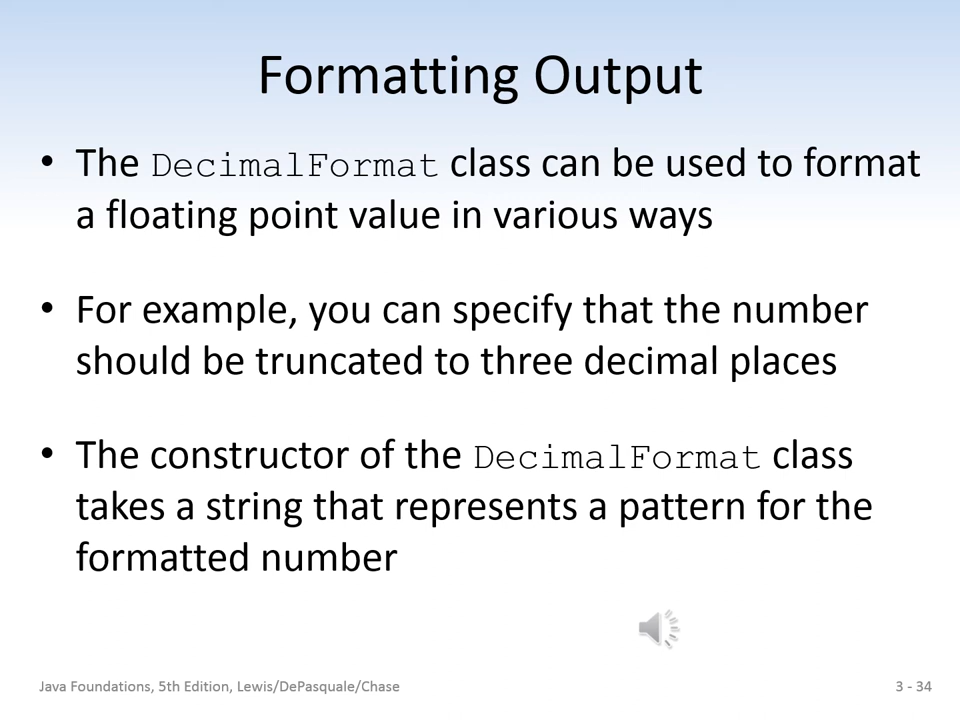 Formatting Output
• The DecimalFormat class can be used to format
a floating point value in various ways
• For example, you can specify that the number
should be truncated to three decimal places
• The constructor of the DecimalFormat class
takes a string that represents a pattern for the
formatted number
Java Foundations, 5th Edition, Lewis/DePasquale/Chase
3 - 34